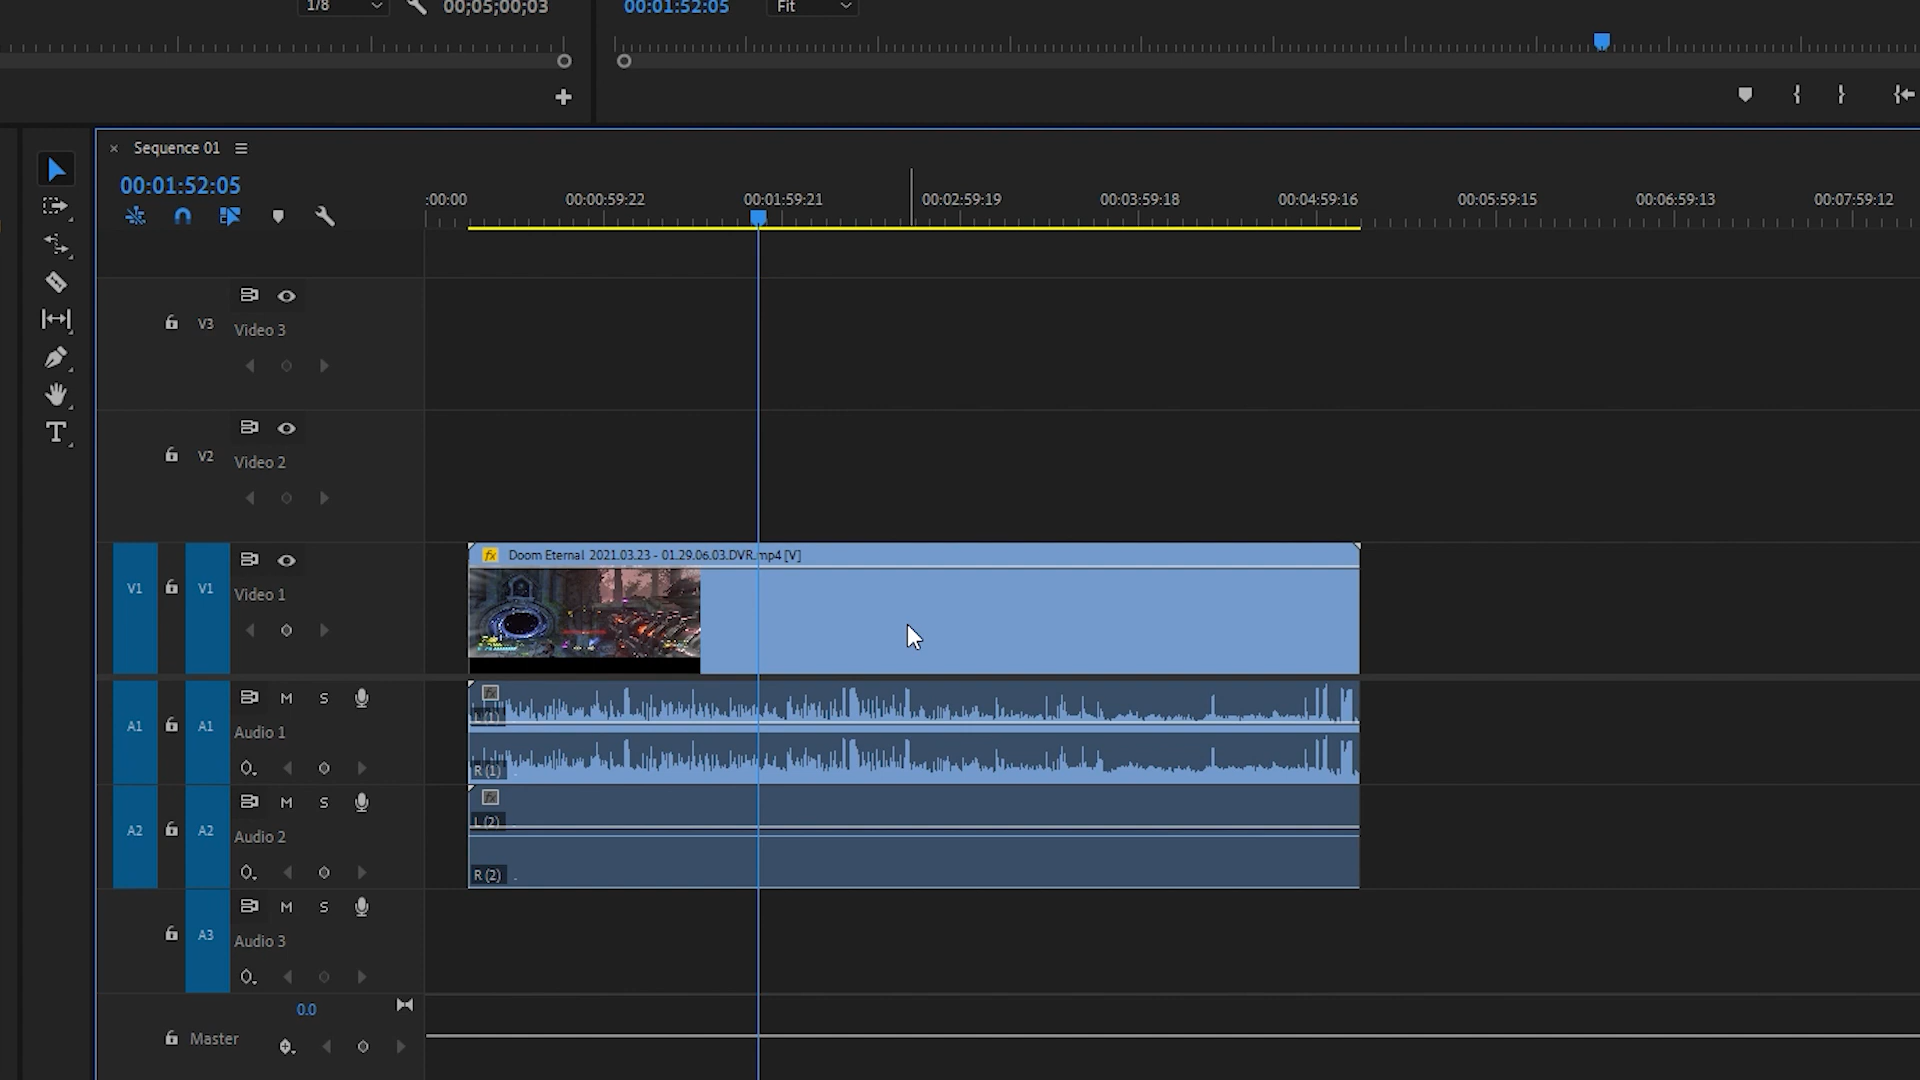 1/8 00;05;00;03 00:01:52:05 Fit
Sequence 01
00:01:52:05
:00:00 00:00:59:22 00:01:59:21 00:02:59:19 00:03:59:18 00:04:59:16 00:05:59:15 00:06:59:13 00:07:59:12
V3 Video 3
V2 Video 2
Doom Eternal 2021.03.23 - 01.29.06.03.DVR.mp4 [V]
V1 V1 Video 1
M S
L (1)
A1 A1 Audio 1
R (1)
M S
L (2)
A2 A2 Audio 2
R (2)
M S
A3 Audio 3
0.0
Master
T
fx